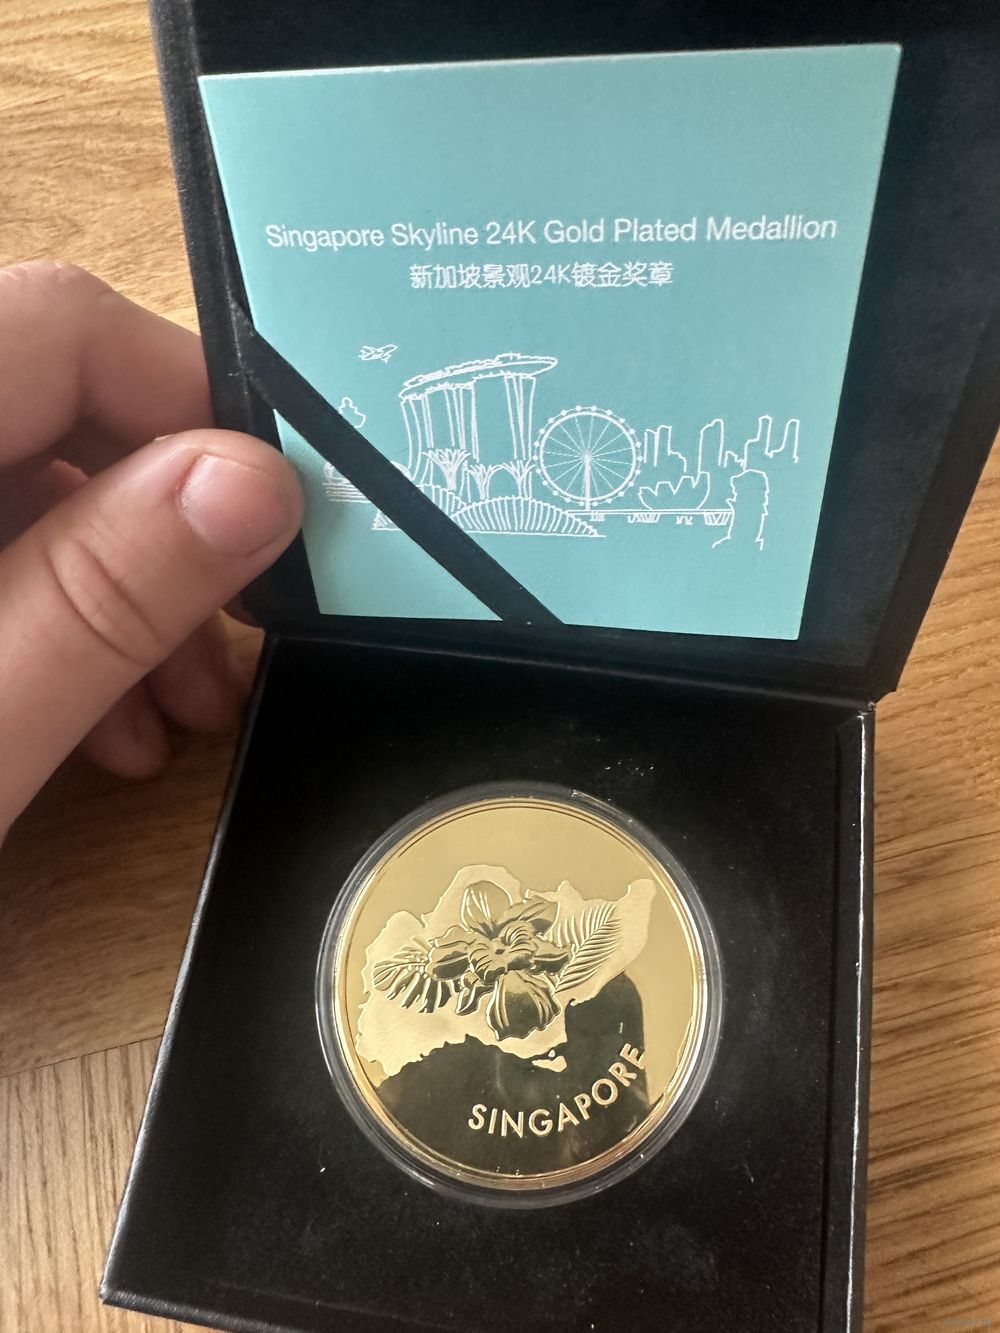 Singapore Skyline 24K Gold Plated Medallion
新加坡景观24K镀金奖章
SINGAPORE